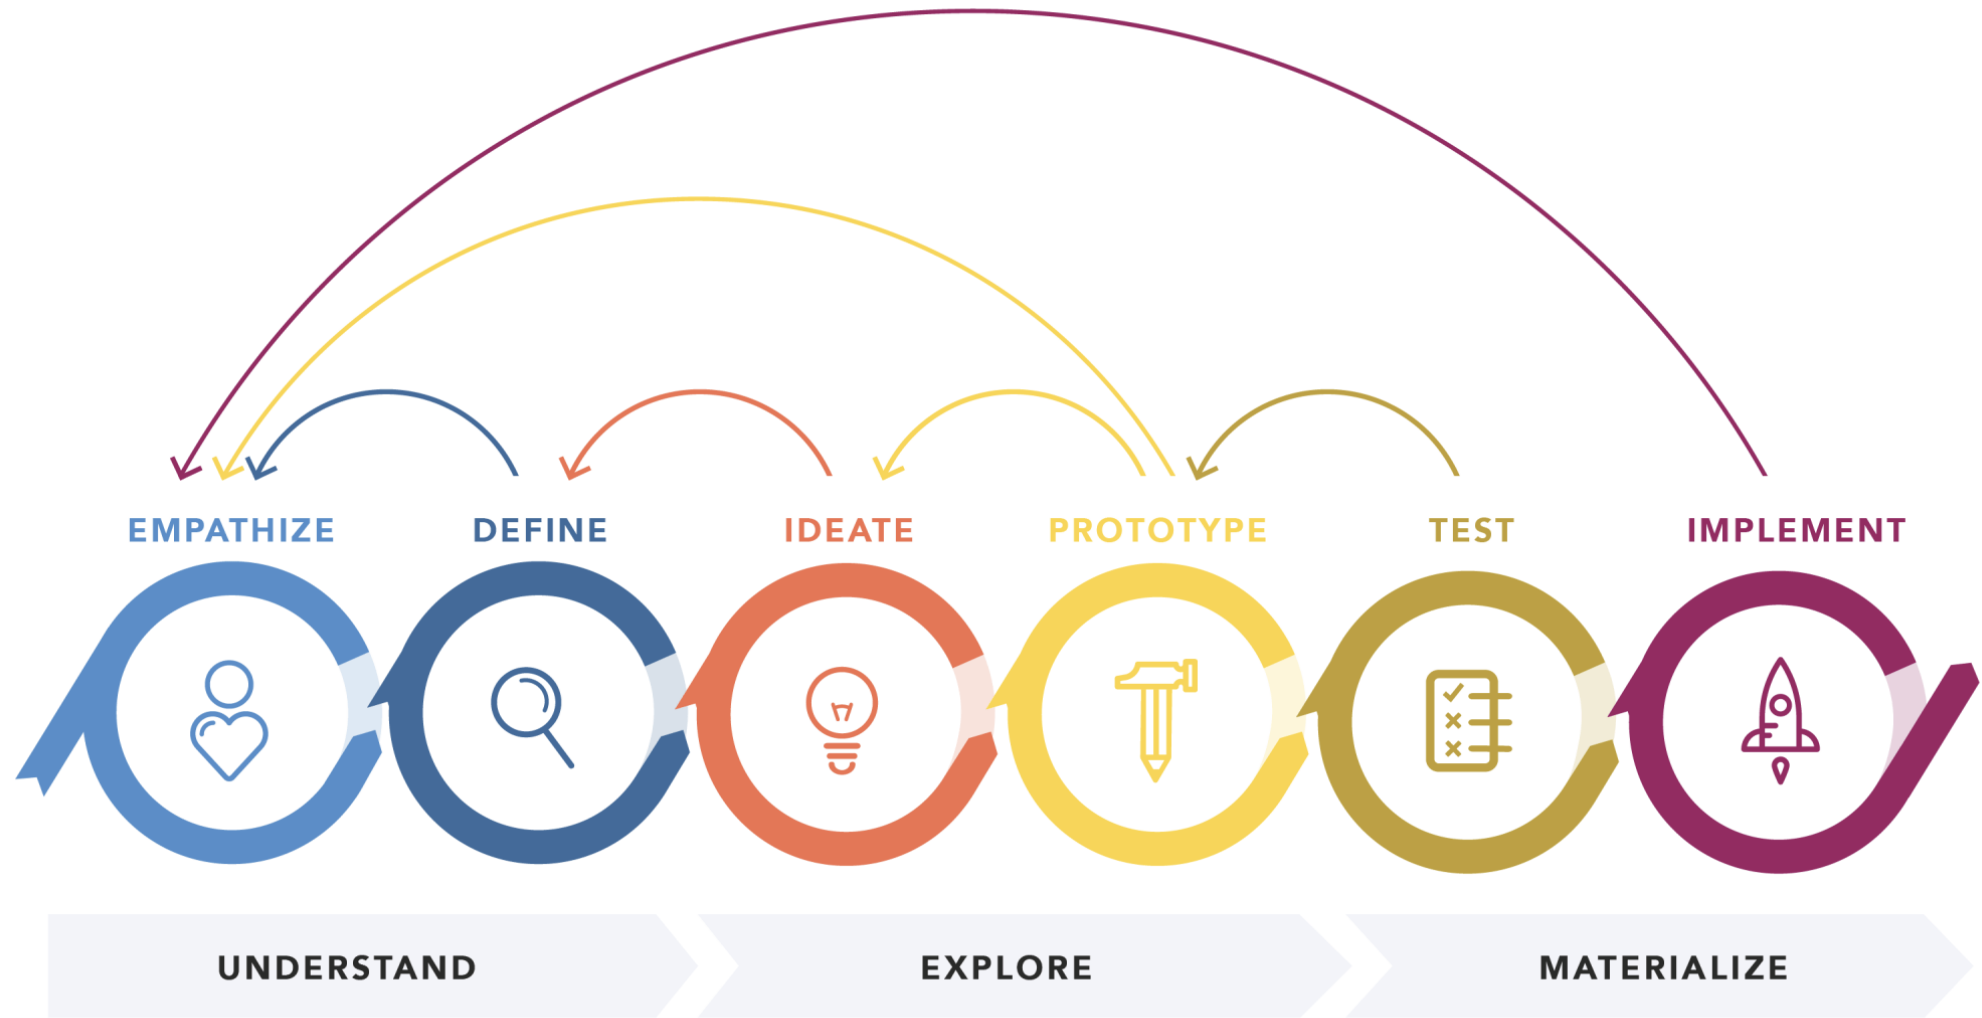 EMPATHIZE
DEFINE
IDEATE
PROTOTYPE
TEST
IMPLEMENT
UNDERSTAND
EXPLORE
MATERIALIZE